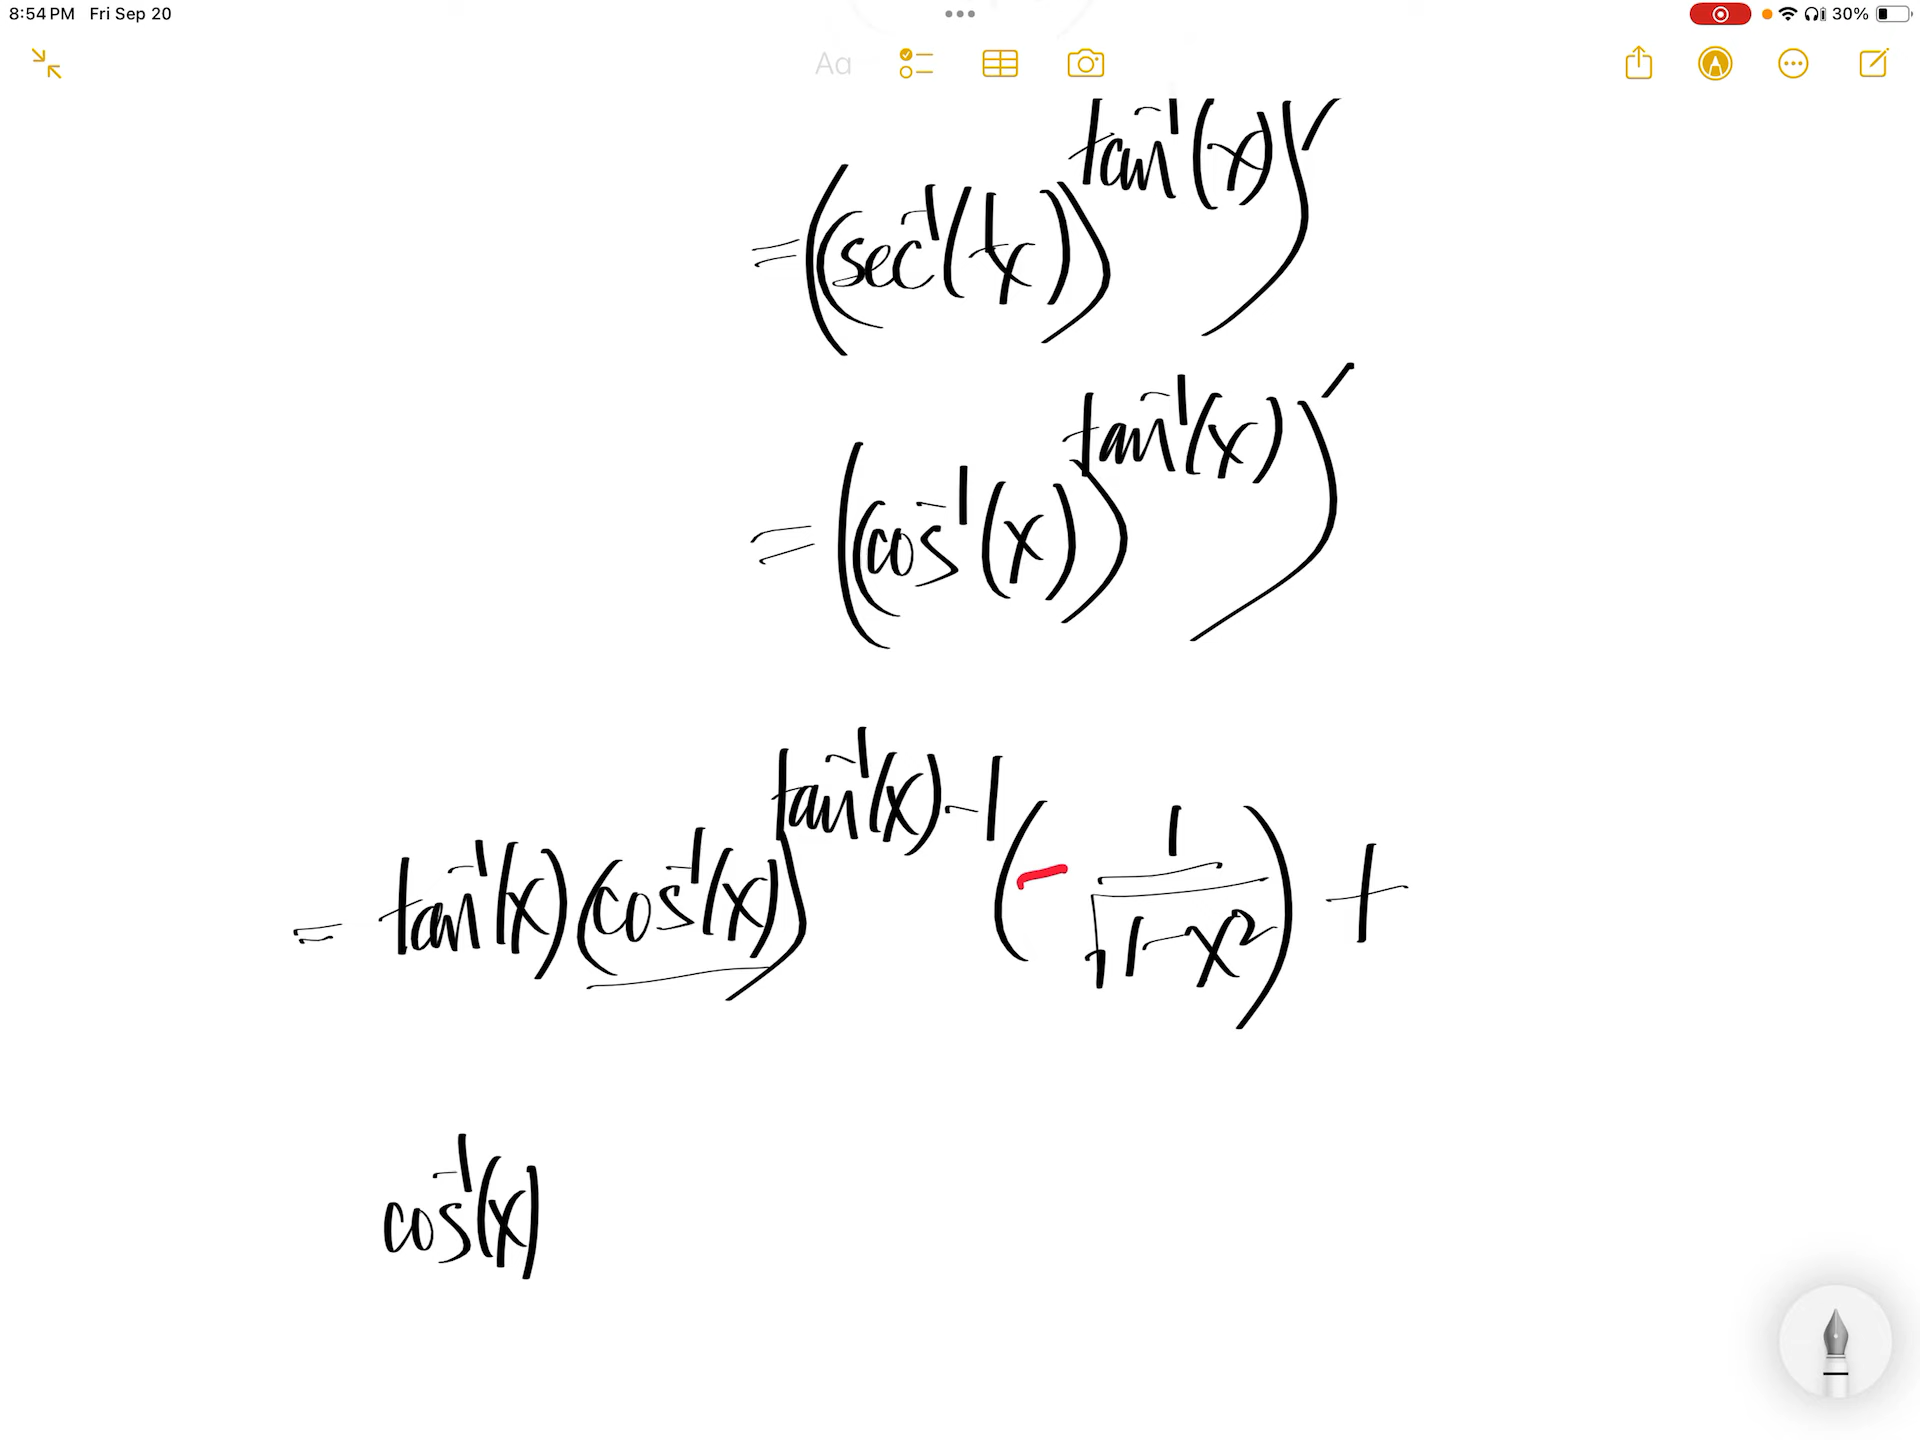 8:54 PM Fri Sep 20
30%
Aa
= ((sec⁻¹(1/x))^tan⁻¹(x))′
= ((cos⁻¹(x))^tan⁻¹(x))′
= tan⁻¹(x)(cos⁻¹(x))^(tan⁻¹(x)-1) (- 1/√(1-x²)) +
cos⁻¹(x)